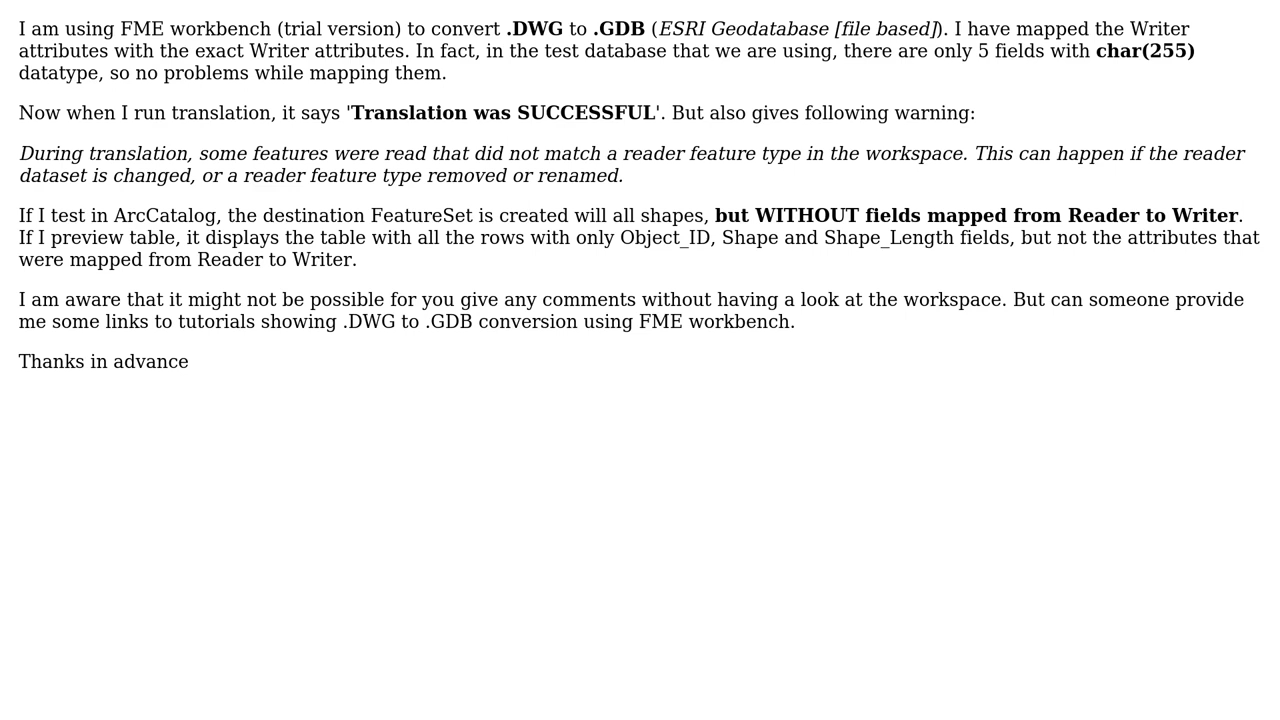 I am using FME workbench (trial version) to convert .DWG to .GDB (ESRI Geodatabase [file based]). I have mapped the Writer
attributes with the exact Writer attributes. In fact, in the test database that we are using, there are only 5 fields with char(255)
datatype, so no problems while mapping them.
Now when I run translation, it says 'Translation was SUCCESSFUL'. But also gives following warning:
During translation, some features were read that did not match a reader feature type in the workspace. This can happen if the reader
dataset is changed, or a reader feature type removed or renamed.
If I test in ArcCatalog, the destination FeatureSet is created will all shapes, but WITHOUT fields mapped from Reader to Writer.
If I preview table, it displays the table with all the rows with only Object_ID, Shape and Shape_Length fields, but not the attributes that
were mapped from Reader to Writer.
I am aware that it might not be possible for you give any comments without having a look at the workspace. But can someone provide
me some links to tutorials showing .DWG to .GDB conversion using FME workbench.
Thanks in advance